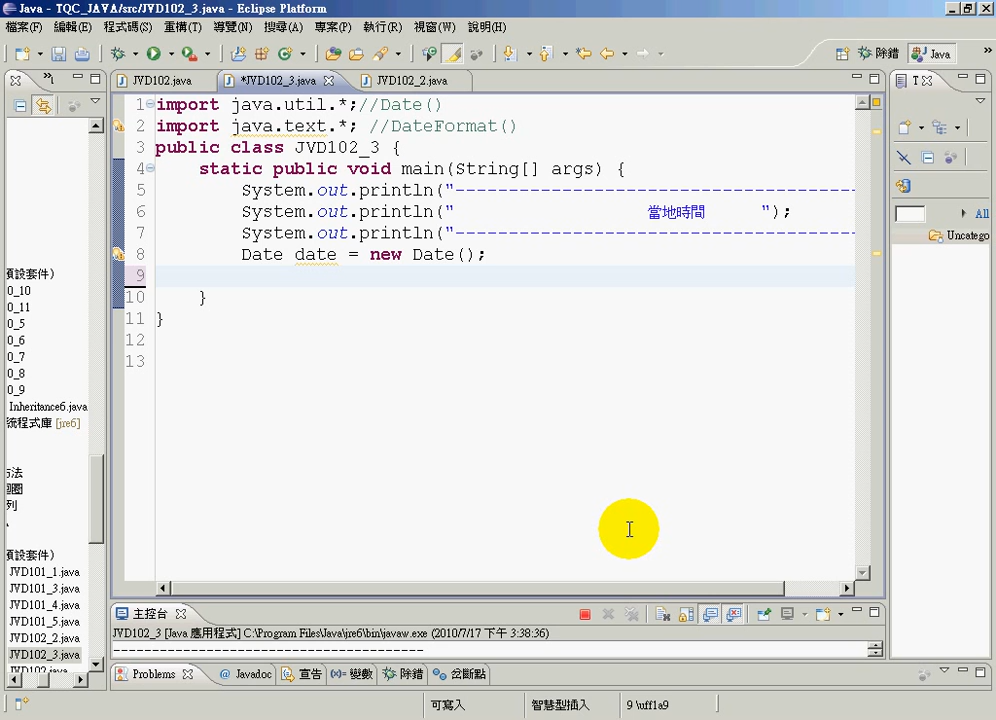 Java - TQC_JAVA/src/JVD102_3.java - Eclipse Platform
檔案(F) 編輯(E) 程式碼(S) 重構(T) 導覽(N) 搜尋(A) 專案(P) 執行(R) 視窗(W) 說明(H)
除錯 Java
JVD102.java *JVD102_3.java JVD102_2.java T
1 import java.util.*;//Date()
2 import java.text.*; //DateFormat()
3 public class JVD102_3 {
4 static public void main(String[] args) {
5 System.out.println("--------------------------------------
6 System.out.println(" 當地時間 ");
7 System.out.println("--------------------------------------
8 Date date = new Date();
9
10 }
11 }
12
13
All
Uncatego
預設套件)
0_10
0_11
0_5
0_6
0_7
0_8
0_9
Inheritance6.java
統程式庫 [jre6]
方法
迴圈
列
預設套件)
JVD101_1.java
JVD101_3.java
JVD101_4.java
JVD101_5.java
JVD102_2.java
JVD102_3.java
JVD102.java
主控台
JVD102_3 [Java 應用程式] C:\Program Files\Java\jre6\bin\javaw.exe (2010/7/17 下午 3:38:36)
---------------------------------------
Problems @ Javadoc 宣告 (x)= 變數 除錯 岔斷點
可寫入 智慧型插入 9 \uff1a9